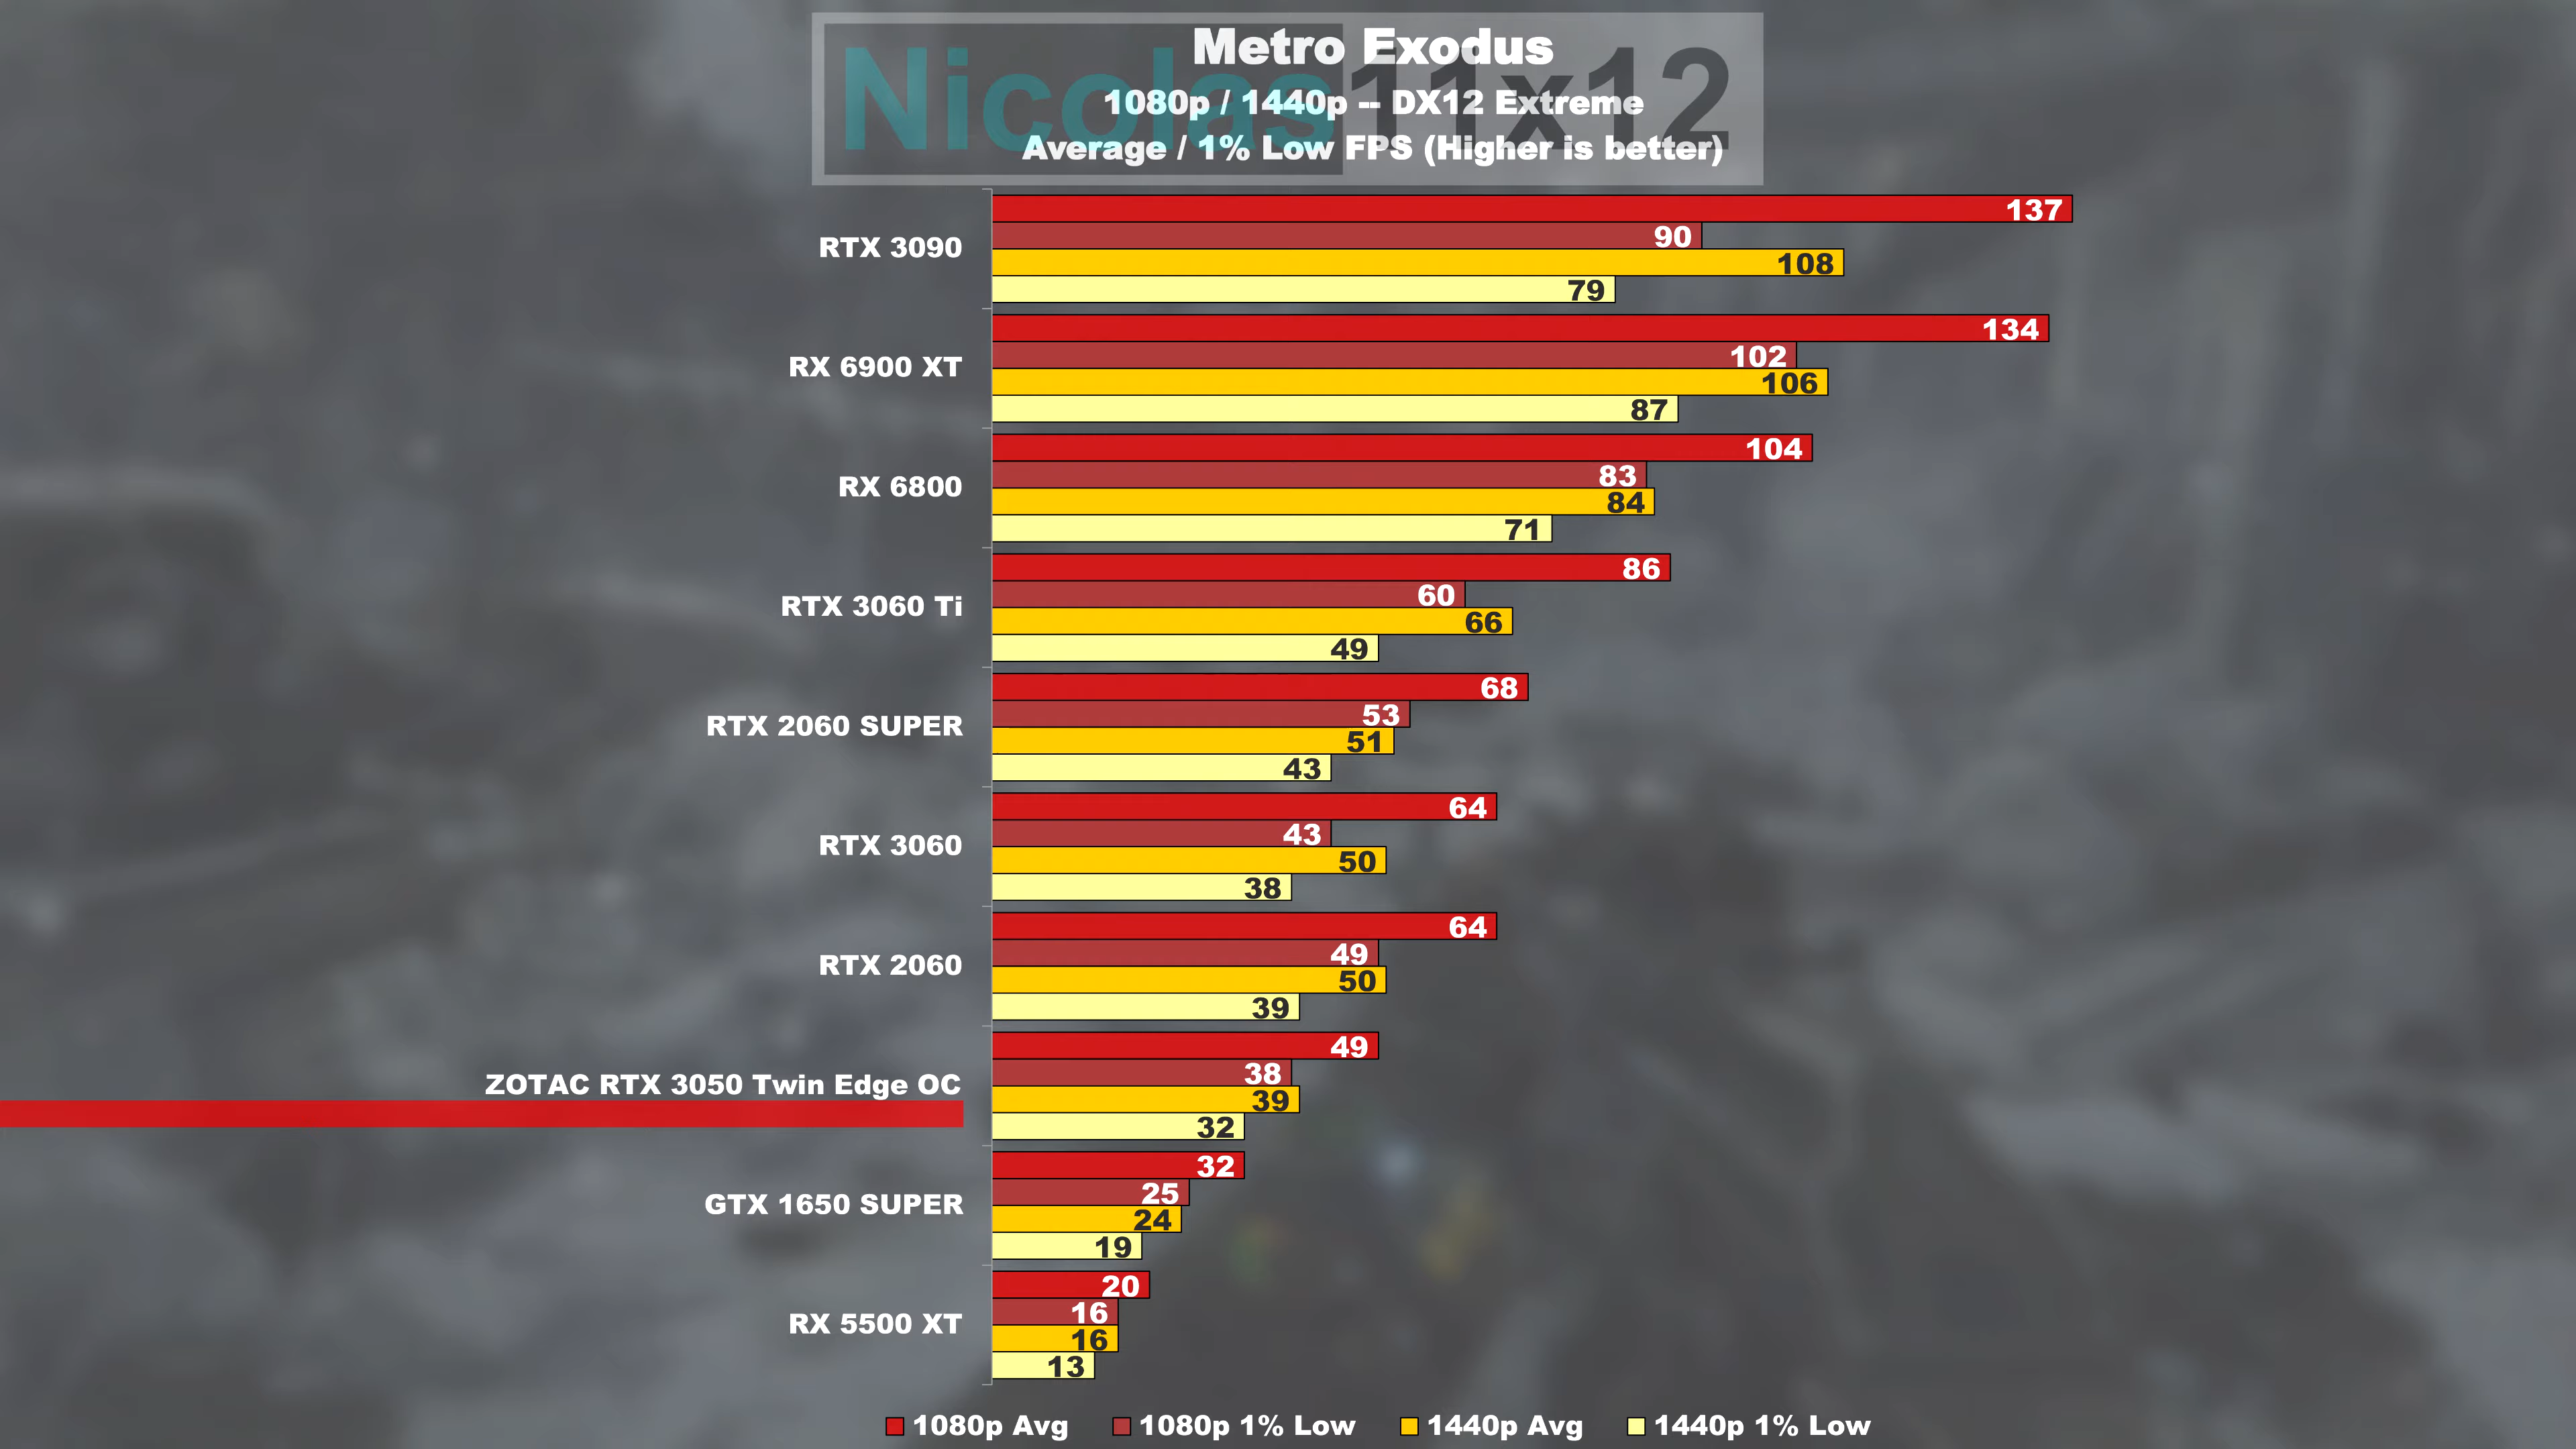 Nicolas11x12
Metro Exodus
1080p / 1440p -- DX12 Extreme
Average / 1% Low FPS (Higher is better)
RTX 3090
137
90
108
79
RX 6900 XT
134
102
106
87
RX 6800
104
83
84
71
RTX 3060 Ti
86
60
66
49
RTX 2060 SUPER
68
53
51
43
RTX 3060
64
43
50
38
RTX 2060
64
49
50
39
ZOTAC RTX 3050 Twin Edge OC
49
38
39
32
GTX 1650 SUPER
32
25
24
19
RX 5500 XT
20
16
16
13
1080p Avg 1080p 1% Low 1440p Avg 1440p 1% Low